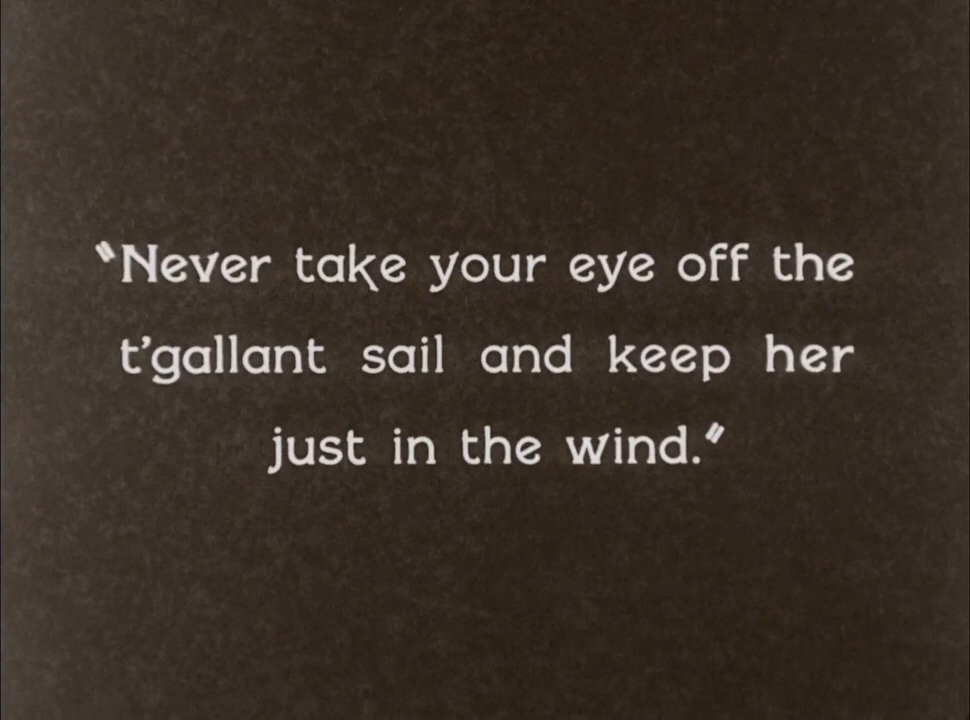 "Never take your eye off the
t'gallant sail and keep her
just in the wind."